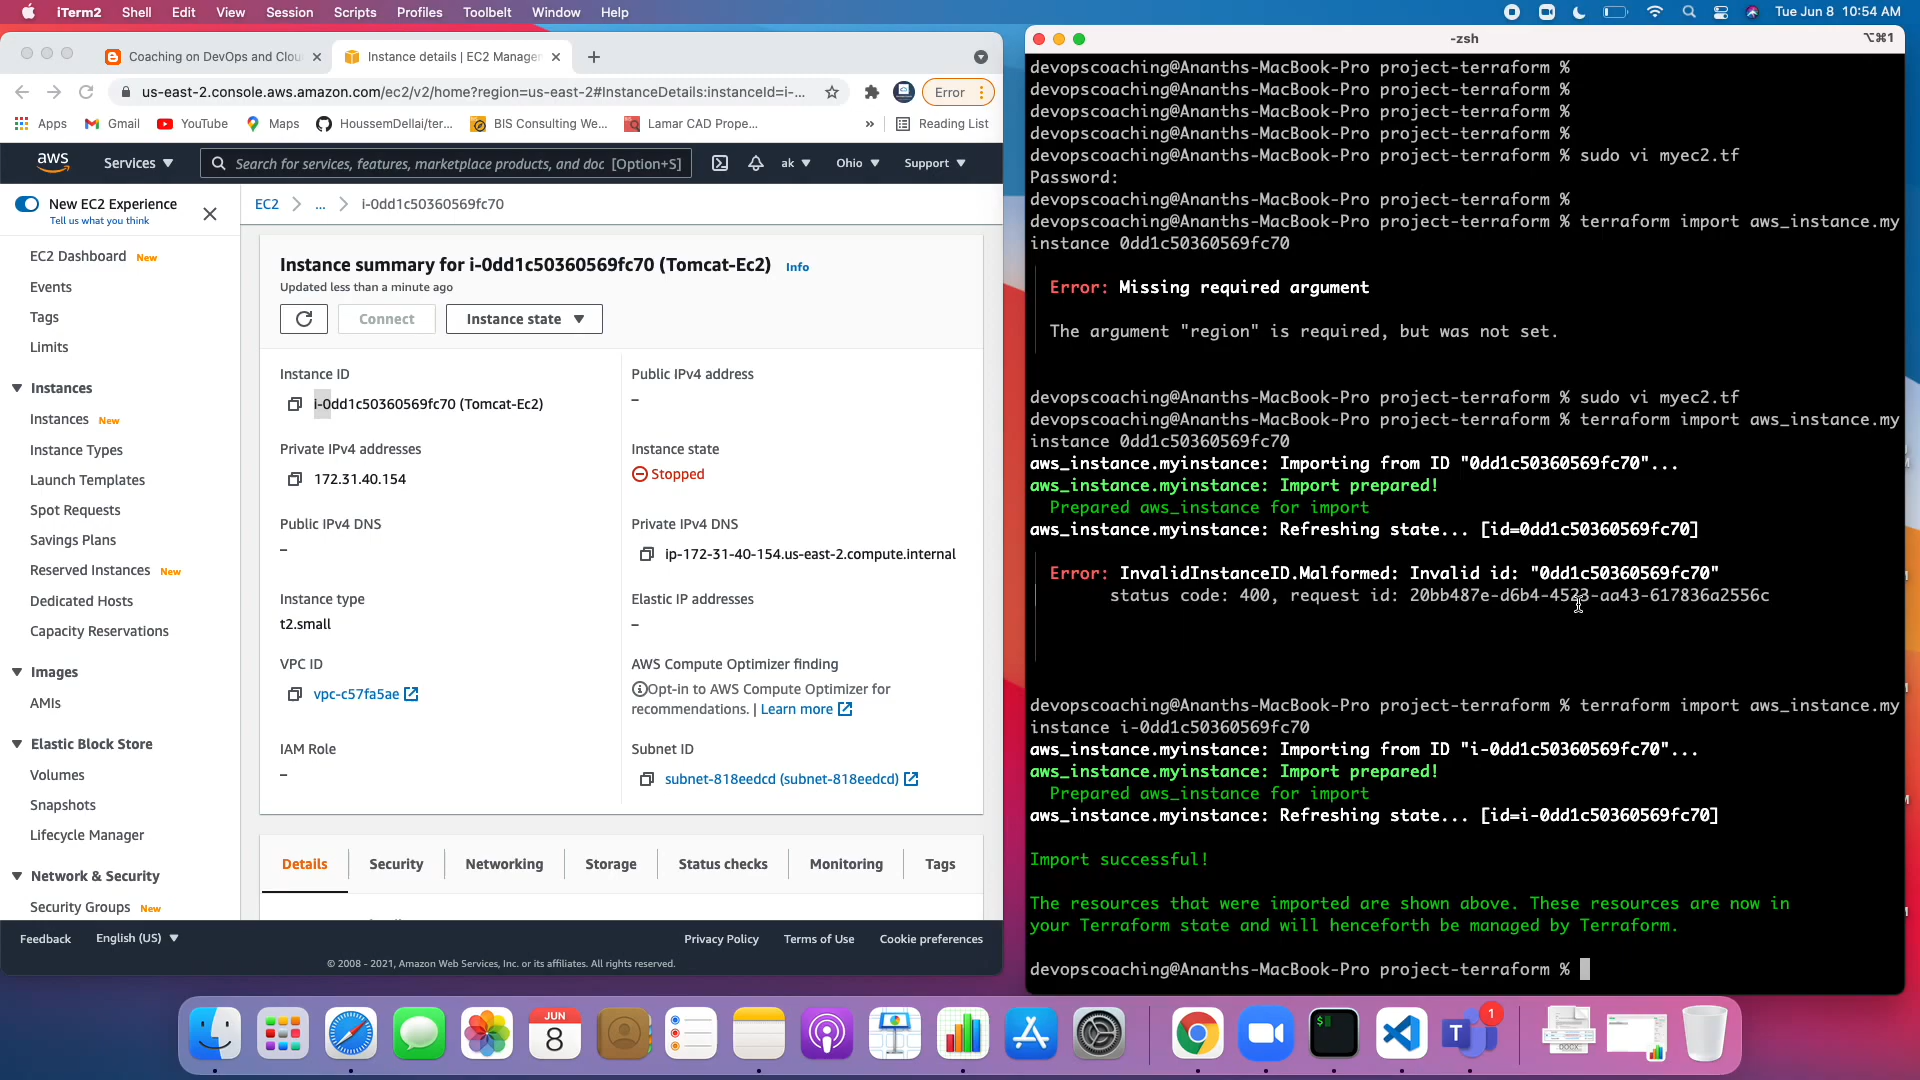 iTerm2 Shell Edit View Session Scripts Profiles Toolbelt Window Help
Tue Jun 8 10:54 AM
Coaching on DevOps and Clou
Instance details | EC2 Manager
us-east-2.console.aws.amazon.com/ec2/v2/home?region=us-east-2#InstanceDetails:instanceId=i-...
Error
Apps Gmail YouTube Maps HoussemDellai/ter... BIS Consulting We... Lamar CAD Prope... » Reading List
aws Services Search for services, features, marketplace products, and doc [Option+S] ak Ohio Support
New EC2 Experience
Tell us what you think
EC2 Dashboard New
Events
Tags
Limits
Instances
Instances New
Instance Types
Launch Templates
Spot Requests
Savings Plans
Reserved Instances New
Dedicated Hosts
Capacity Reservations
Images
AMIs
Elastic Block Store
Volumes
Snapshots
Lifecycle Manager
Network & Security
Security Groups New
EC2 > ... > i-0dd1c50360569fc70
Instance summary for i-0dd1c50360569fc70 (Tomcat-Ec2) Info
Updated less than a minute ago
Connect Instance state
Instance ID
i-0dd1c50360569fc70 (Tomcat-Ec2)
Public IPv4 address
–
Private IPv4 addresses
172.31.40.154
Instance state
Stopped
Public IPv4 DNS
–
Private IPv4 DNS
ip-172-31-40-154.us-east-2.compute.internal
Instance type
t2.small
Elastic IP addresses
–
VPC ID
vpc-c57fa5ae
AWS Compute Optimizer finding
Opt-in to AWS Compute Optimizer for
recommendations. | Learn more
IAM Role
–
Subnet ID
subnet-818eedcd (subnet-818eedcd)
Details Security Networking Storage Status checks Monitoring Tags
Feedback English (US) Privacy Policy Terms of Use Cookie preferences
© 2008 - 2021, Amazon Web Services, Inc. or its affiliates. All rights reserved.
-zsh
⌥⌘1
devopscoaching@Ananths-MacBook-Pro project-terraform %
devopscoaching@Ananths-MacBook-Pro project-terraform %
devopscoaching@Ananths-MacBook-Pro project-terraform %
devopscoaching@Ananths-MacBook-Pro project-terraform %
devopscoaching@Ananths-MacBook-Pro project-terraform % sudo vi myec2.tf
Password:
devopscoaching@Ananths-MacBook-Pro project-terraform %
devopscoaching@Ananths-MacBook-Pro project-terraform % terraform import aws_instance.my
instance 0dd1c50360569fc70
Error: Missing required argument
The argument "region" is required, but was not set.
devopscoaching@Ananths-MacBook-Pro project-terraform % sudo vi myec2.tf
devopscoaching@Ananths-MacBook-Pro project-terraform % terraform import aws_instance.my
instance 0dd1c50360569fc70
aws_instance.myinstance: Importing from ID "0dd1c50360569fc70"...
aws_instance.myinstance: Import prepared!
Prepared aws_instance for import
aws_instance.myinstance: Refreshing state... [id=0dd1c50360569fc70]
Error: InvalidInstanceID.Malformed: Invalid id: "0dd1c50360569fc70"
status code: 400, request id: 20bb487e-d6b4-4523-aa43-617836a2556c
devopscoaching@Ananths-MacBook-Pro project-terraform % terraform import aws_instance.my
instance i-0dd1c50360569fc70
aws_instance.myinstance: Importing from ID "i-0dd1c50360569fc70"...
aws_instance.myinstance: Import prepared!
Prepared aws_instance for import
aws_instance.myinstance: Refreshing state... [id=i-0dd1c50360569fc70]
Import successful!
The resources that were imported are shown above. These resources are now in
your Terraform state and will henceforth be managed by Terraform.
devopscoaching@Ananths-MacBook-Pro project-terraform %
JUN
8
1
DOCX